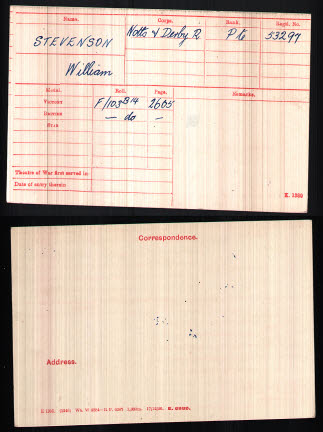 Name. Corps. Rank. Regtl. No.
STEVENSON Notts & Derby R Pte 53297
William
Medal. Roll. Page. Remarks.
Victory F/103 B14 2605
British — do —
Star
Theatre of War first served in
Date of entry therein
K. 1380
Correspondence.
Address.